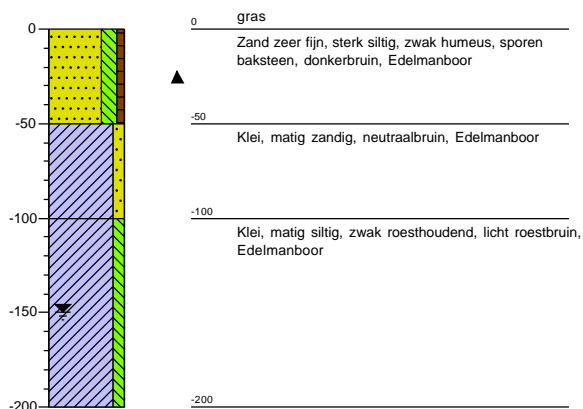 0
-50
-100
-150
-200
0
gras
Zand zeer fijn, sterk siltig, zwak humeus, sporen
baksteen, donkerbruin, Edelmanboor
-50
Klei, matig zandig, neutraalbruin, Edelmanboor
-100
Klei, matig siltig, zwak roesthoudend, licht roestbruin,
Edelmanboor
-200